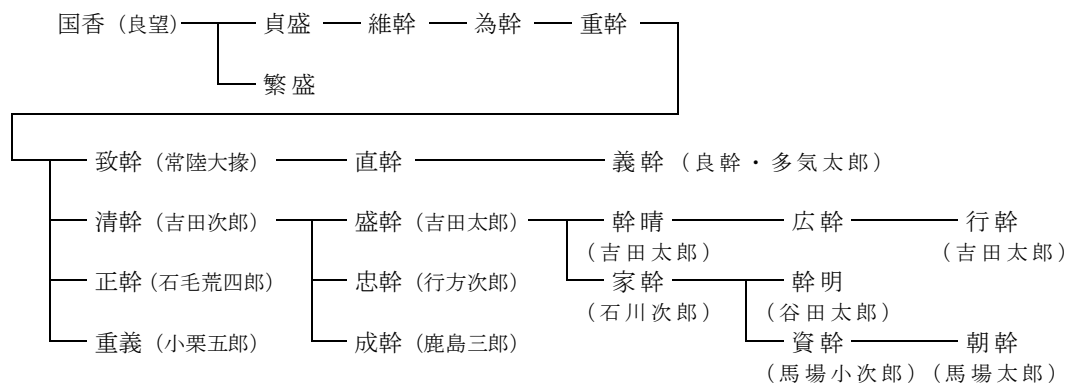 国香（良望） 貞盛 維幹 為幹 重幹
繁盛
致幹（常陸大掾） 直幹 義幹（良幹・多気太郎）
清幹（吉田次郎） 盛幹（吉田太郎） 幹晴 広幹 行幹
（吉田太郎） （吉田太郎）
正幹（石毛荒四郎） 忠幹（行方次郎） 家幹 幹明
（石川次郎） （谷田太郎）
重義（小栗五郎） 成幹（鹿島三郎） 資幹 朝幹
（馬場小次郎）（馬場太郎）